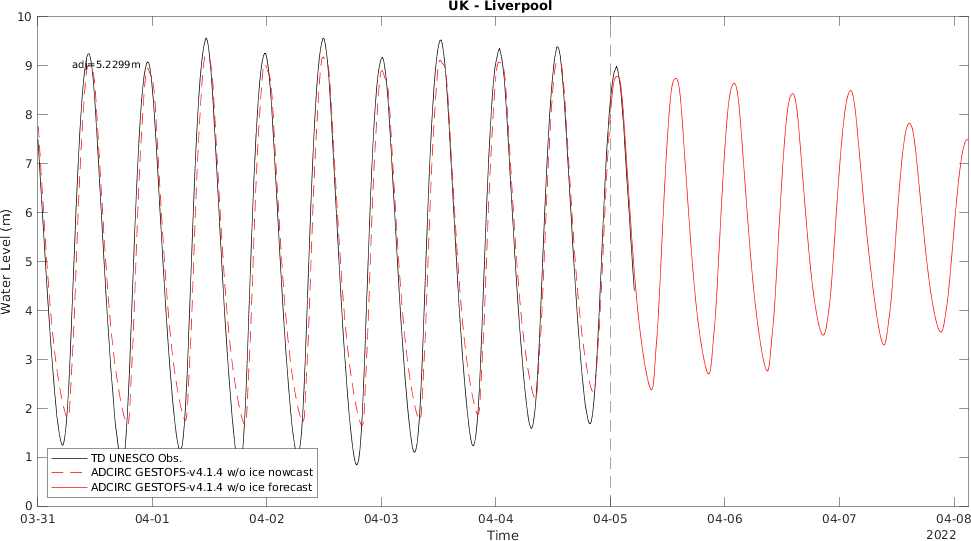 UK - Liverpool
10
9
8
7
6
5
4
3
2
1
0
Water Level (m)
adj=5.2299m
TD UNESCO Obs.
ADCIRC GESTOFS-v4.1.4 w/o ice nowcast
ADCIRC GESTOFS-v4.1.4 w/o ice forecast
03-31 04-01 04-02 04-03 04-04 04-05 04-06 04-07 04-08
Time 2022